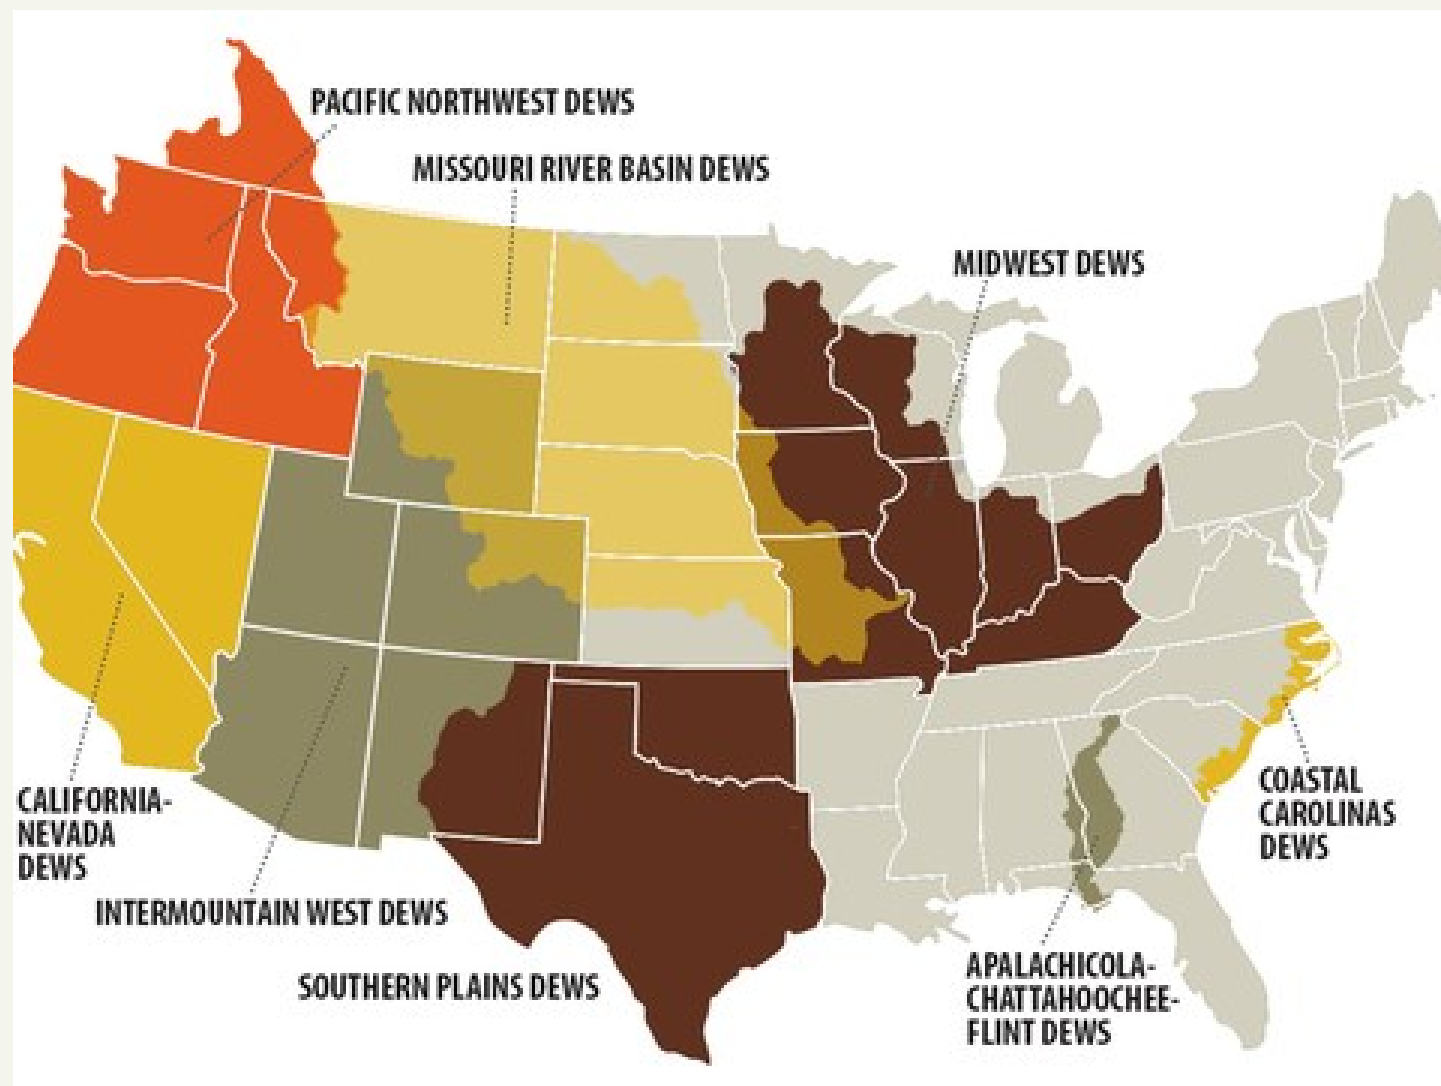 PACIFIC NORTHWEST DEWS
MISSOURI RIVER BASIN DEWS
MIDWEST DEWS
CALIFORNIA-
NEVADA
DEWS
INTERMOUNTAIN WEST DEWS
SOUTHERN PLAINS DEWS
COASTAL
CAROLINAS
DEWS
APALACHICOLA-
CHATTAHOOCHEE-
FLINT DEWS